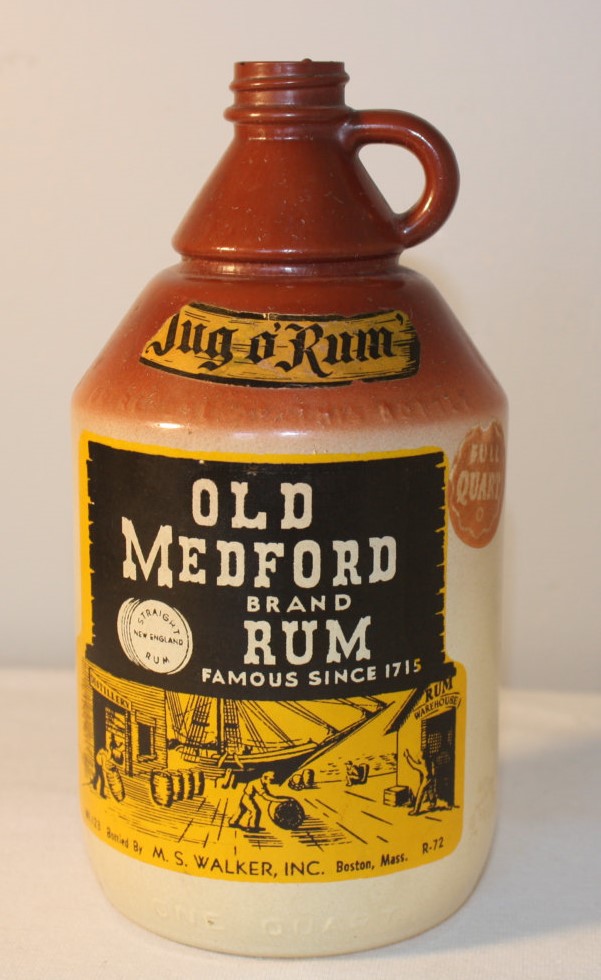 Jug o' Rum
FULL
QUART
OLD
MEDFORD
BRAND
RUM
FAMOUS SINCE 1715
STRAIGHT
NEW ENGLAND
RUM
DISTILLERY
RUM
WAREHOUSE
Bottled By M. S. WALKER, INC. Boston, Mass. R-72
ONE QUART